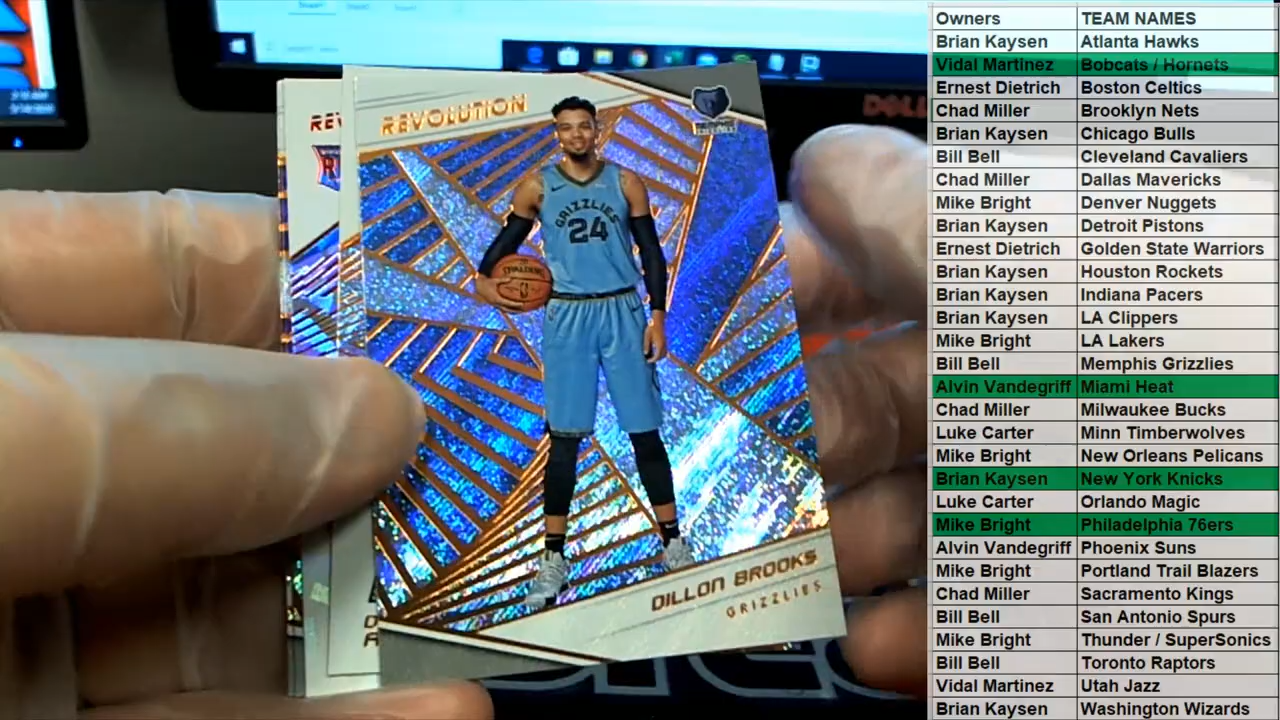 REVOLUTION
GRIZZLIES
24
SPALDING
DILLON BROOKS
GRIZZLIES
Owners TEAM NAMES
Brian Kaysen Atlanta Hawks
Vidal Martinez Bobcats / Hornets
Ernest Dietrich Boston Celtics
Chad Miller Brooklyn Nets
Brian Kaysen Chicago Bulls
Bill Bell Cleveland Cavaliers
Chad Miller Dallas Mavericks
Mike Bright Denver Nuggets
Brian Kaysen Detroit Pistons
Ernest Dietrich Golden State Warriors
Brian Kaysen Houston Rockets
Brian Kaysen Indiana Pacers
Brian Kaysen LA Clippers
Mike Bright LA Lakers
Bill Bell Memphis Grizzlies
Alvin Vandegriff Miami Heat
Chad Miller Milwaukee Bucks
Luke Carter Minn Timberwolves
Mike Bright New Orleans Pelicans
Brian Kaysen New York Knicks
Luke Carter Orlando Magic
Mike Bright Philadelphia 76ers
Alvin Vandegriff Phoenix Suns
Mike Bright Portland Trail Blazers
Chad Miller Sacramento Kings
Bill Bell San Antonio Spurs
Mike Bright Thunder / SuperSonics
Bill Bell Toronto Raptors
Vidal Martinez Utah Jazz
Brian Kaysen Washington Wizards